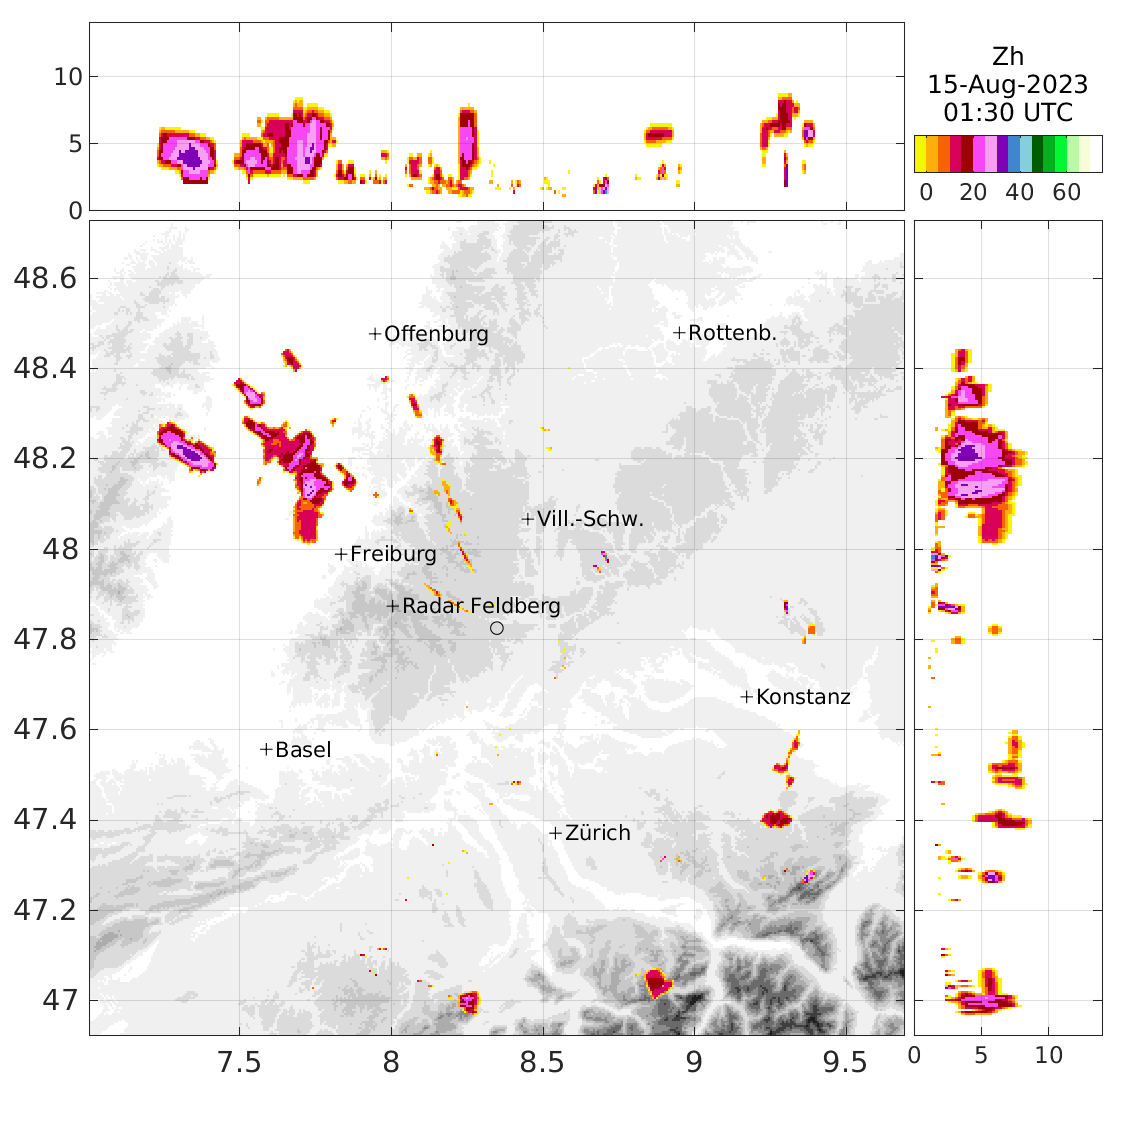 Zh
15-Aug-2023
01:30 UTC
0 20 40 60
10
5
0
48.6
48.4
48.2
48
47.8
47.6
47.4
47.2
47
+Offenburg
+Rottenb.
+Vill.-Schw.
+Freiburg
+Radar Feldberg
+Konstanz
+Basel
+Zürich
7.5 8 8.5 9 9.5
0 5 10